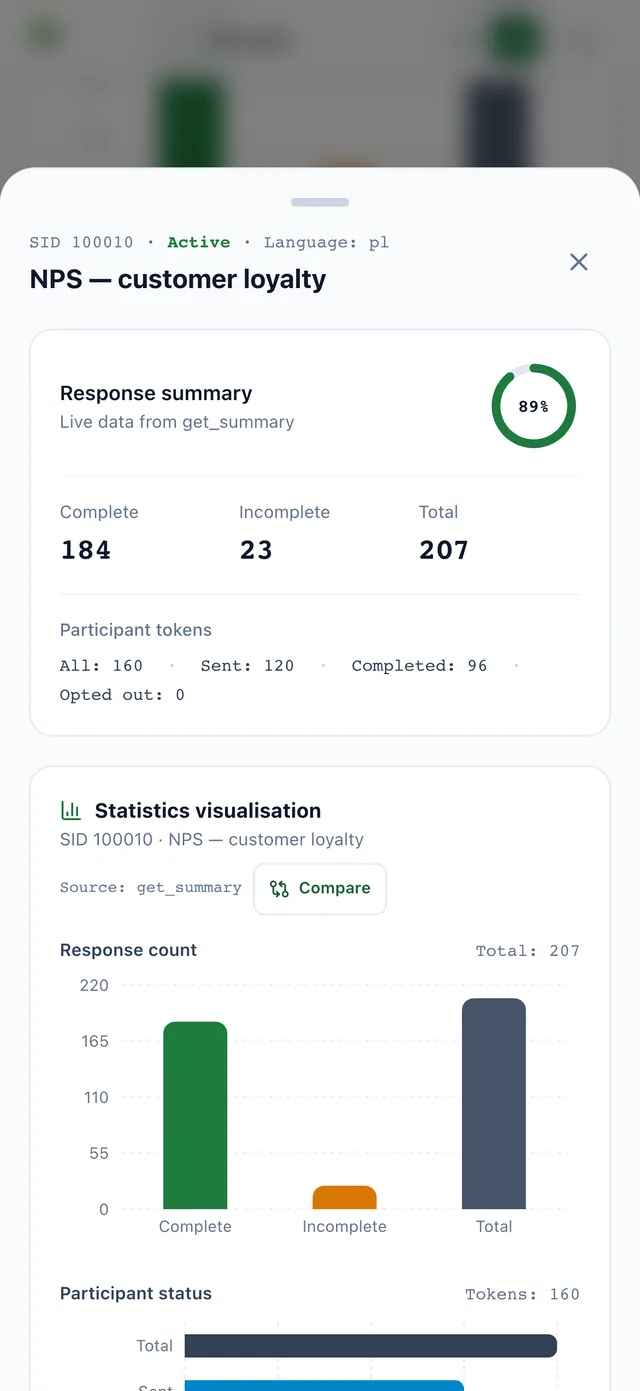 SID 100010 · Active · Language: pl
NPS — customer loyalty
Response summary
Live data from get_summary
89%
Complete
Incomplete
Total
184
23
207
Participant tokens
All: 160 · Sent: 120 · Completed: 96 ·
Opted out: 0
Statistics visualisation
SID 100010 · NPS — customer loyalty
Source: get_summary
Compare
Response count
Total: 207
220
165
110
55
0
Complete
Incomplete
Total
Participant status
Tokens: 160
Total
Sent